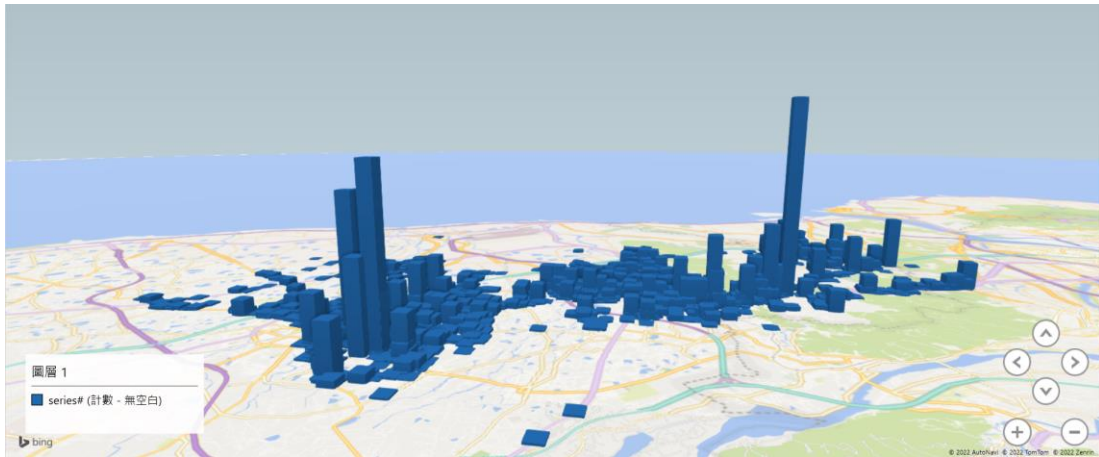 圖層 1
series# (計數 - 無空白)
bing
© 2022 AutoNavi © 2022 TomTom © 2022 Zenrin